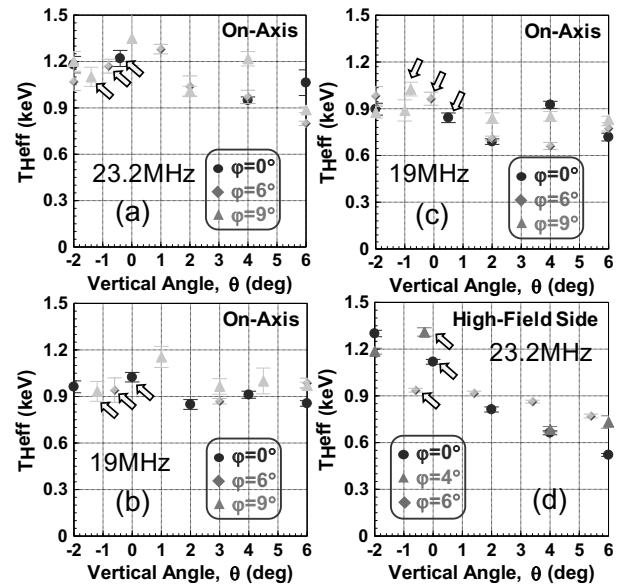 1.5
1.2
0.9
0.6
0.3
0
T_Heff (keV)
On-Axis
23.2MHz
(a)
φ=0°
φ=6°
φ=9°
-2 -1 0 1 2 3 4 5 6
Vertical Angle, θ (deg)
1.5
1.2
0.9
0.6
0.3
0
T_Heff (keV)
On-Axis
19MHz
(c)
φ=0°
φ=6°
φ=9°
-2 -1 0 1 2 3 4 5 6
Vertical Angle, θ (deg)
1.5
1.2
0.9
0.6
0.3
0
T_Heff (keV)
On-Axis
19MHz
(b)
φ=0°
φ=6°
φ=9°
-2 -1 0 1 2 3 4 5 6
Vertical Angle, θ (deg)
1.5
1.2
0.9
0.6
0.3
0
T_Heff (keV)
High-Field Side
23.2MHz
φ=0°
φ=4°
φ=6°
(d)
-2 -1 0 1 2 3 4 5 6
Vertical Angle, θ (deg)